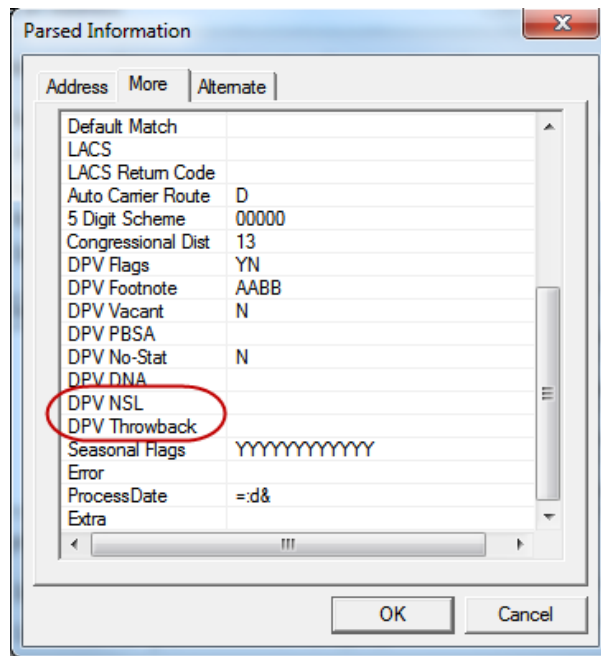 Parsed Information
Address More Alternate
Default Match
LACS
LACS Return Code
Auto Carrier Route D
5 Digit Scheme 00000
Congressional Dist 13
DPV Flags YN
DPV Footnote AABB
DPV Vacant N
DPV PBSA
DPV No-Stat N
DPV DNA
DPV NSL
DPV Throwback
Seasonal Flags YYYYYYYYYYYY
Error
ProcessDate =:d&
Extra
OK Cancel